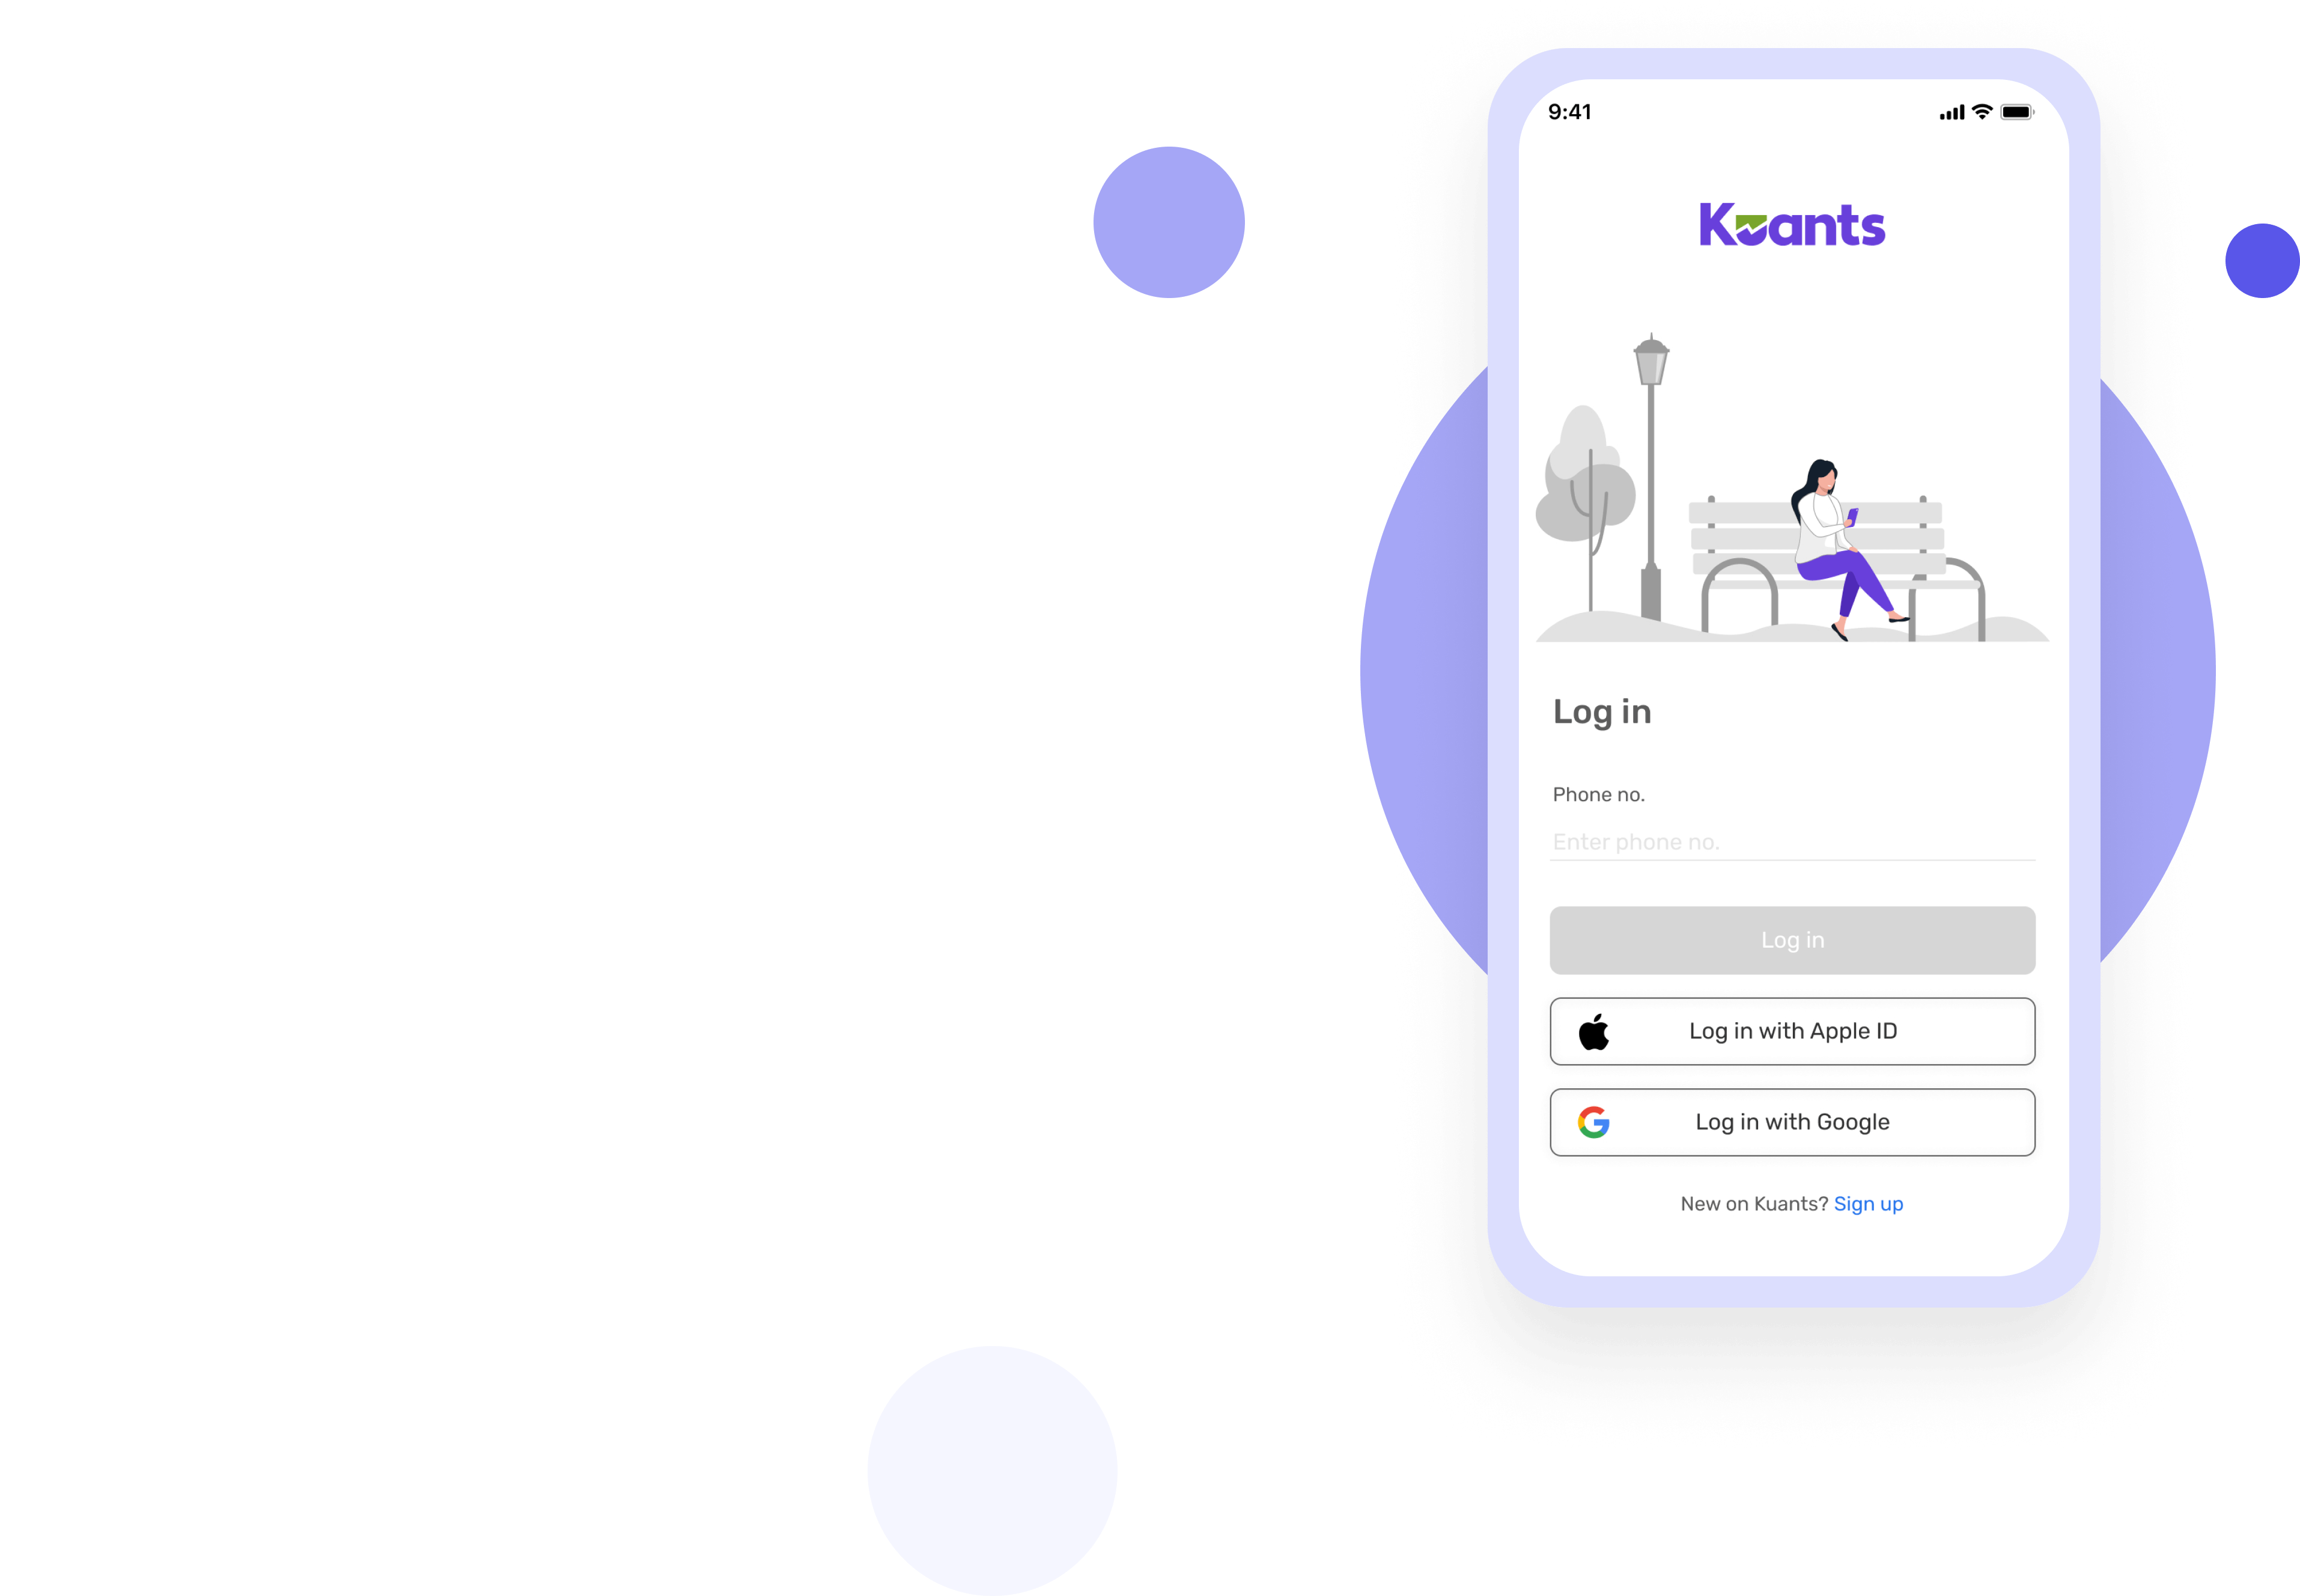 9:41
Kuants
Log in
Phone no.
Enter phone no.
Log in
Log in with Apple ID
Log in with Google
New on Kuants? Sign up